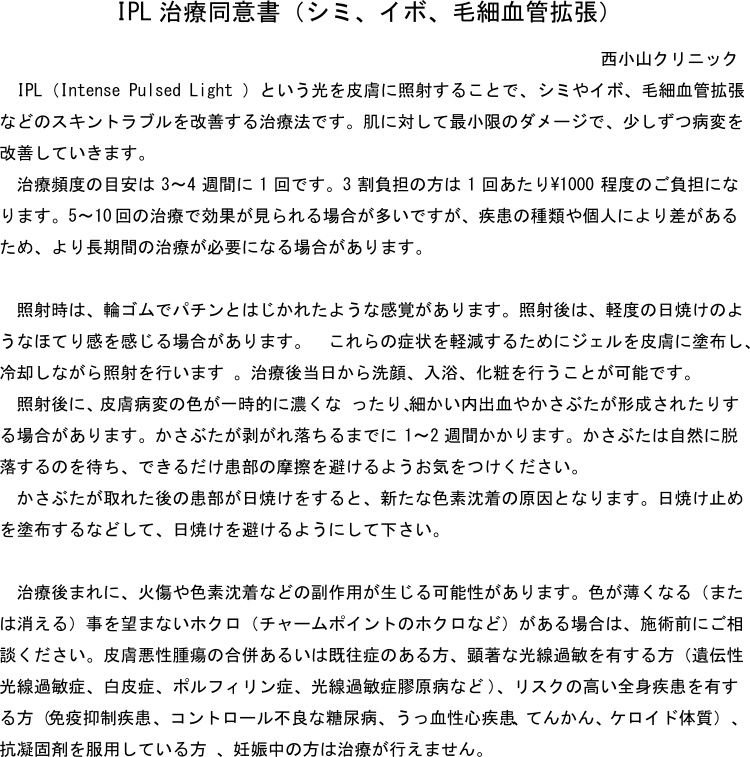 IPL 治療同意書（シミ、イボ、毛細血管拡張）
西小山クリニック
IPL（Intense Pulsed Light ）という光を皮膚に照射することで、シミやイボ、毛細血管拡張
などのスキントラブルを改善する治療法です。肌に対して最小限のダメージで、少しずつ病変を
改善していきます。
治療頻度の目安は 3～4 週間に 1 回です。3 割負担の方は 1 回あたり¥1000 程度のご負担にな
ります。5～10 回の治療で効果が見られる場合が多いですが、疾患の種類や個人により差がある
ため、より長期間の治療が必要になる場合があります。
照射時は、輪ゴムでパチンとはじかれたような感覚があります。照射後は、軽度の日焼けのよ
うなほてり感を感じる場合があります。　これらの症状を軽減するためにジェルを皮膚に塗布し、
冷却しながら照射を行います 。治療後当日から洗顔、入浴、化粧を行うことが可能です。
照射後に、皮膚病変の色が一時的に濃くな ったり、細かい内出血やかさぶたが形成されたりす
る場合があります。かさぶたが剥がれ落ちるまでに 1～2 週間かかります。かさぶたは自然に脱
落するのを待ち、できるだけ患部の摩擦を避けるようお気をつけください。
かさぶたが取れた後の患部が日焼けをすると、新たな色素沈着の原因となります。日焼け止め
を塗布するなどして、日焼けを避けるようにして下さい。
治療後まれに、火傷や色素沈着などの副作用が生じる可能性があります。色が薄くなる（また
は消える）事を望まないホクロ（チャームポイントのホクロなど）がある場合は、施術前にご相
談ください。皮膚悪性腫瘍の合併あるいは既往症のある方、顕著な光線過敏を有する方（遺伝性
光線過敏症、白皮症、ポルフィリン症、光線過敏症膠原病など）、リスクの高い全身疾患を有す
る方（免疫抑制疾患、コントロール不良な糖尿病、うっ血性心疾患、てんかん、ケロイド体質）、
抗凝固剤を服用している方 、妊娠中の方は治療が行えません。